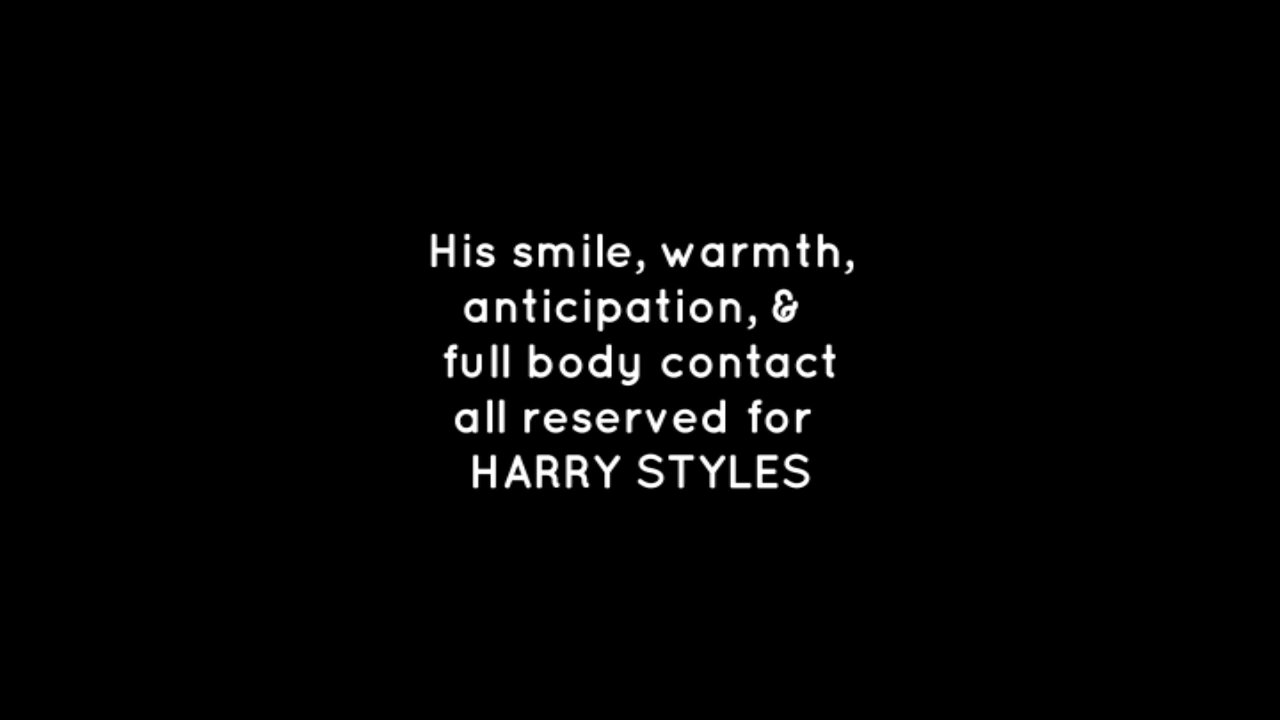 His smile, warmth,
anticipation, &
full body contact
all reserved for
HARRY STYLES